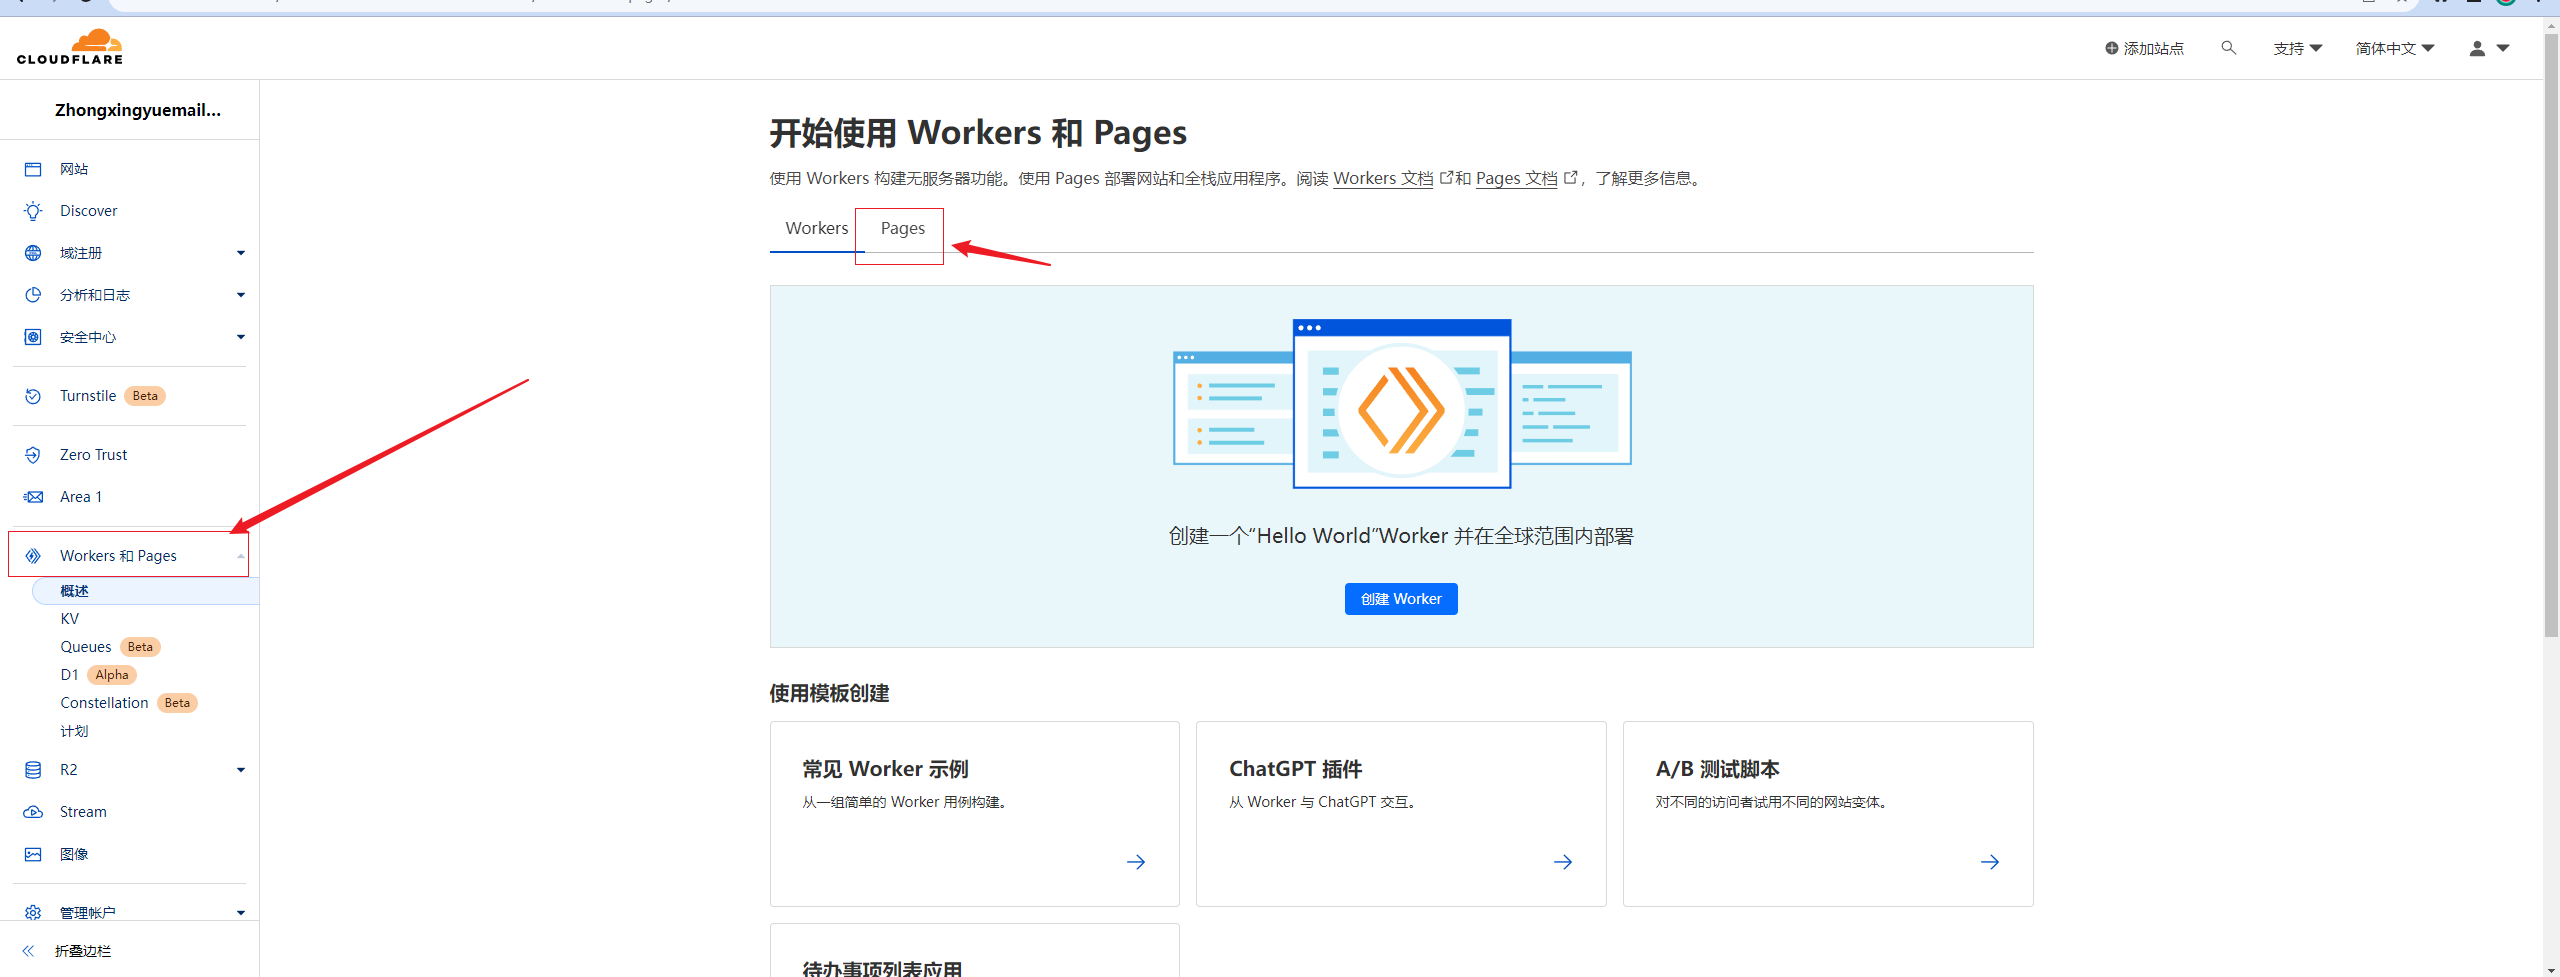 CLOUDFLARE
添加站点
支持
简体中文
Zhongxingyuemail...
网站
Discover
域注册
分析和日志
安全中心
Turnstile Beta
Zero Trust
Area 1
Workers 和 Pages
概述
KV
Queues Beta
D1 Alpha
Constellation Beta
计划
R2
Stream
图像
管理帐户
折叠边栏
开始使用 Workers 和 Pages
使用 Workers 构建无服务器功能。使用 Pages 部署网站和全栈应用程序。阅读 Workers 文档 和 Pages 文档 ，了解更多信息。
Workers
Pages
创建一个“Hello World”Worker 并在全球范围内部署
创建 Worker
使用模板创建
常见 Worker 示例
从一组简单的 Worker 用例构建。
ChatGPT 插件
从 Worker 与 ChatGPT 交互。
A/B 测试脚本
对不同的访问者试用不同的网站变体。
待办事项列表应用